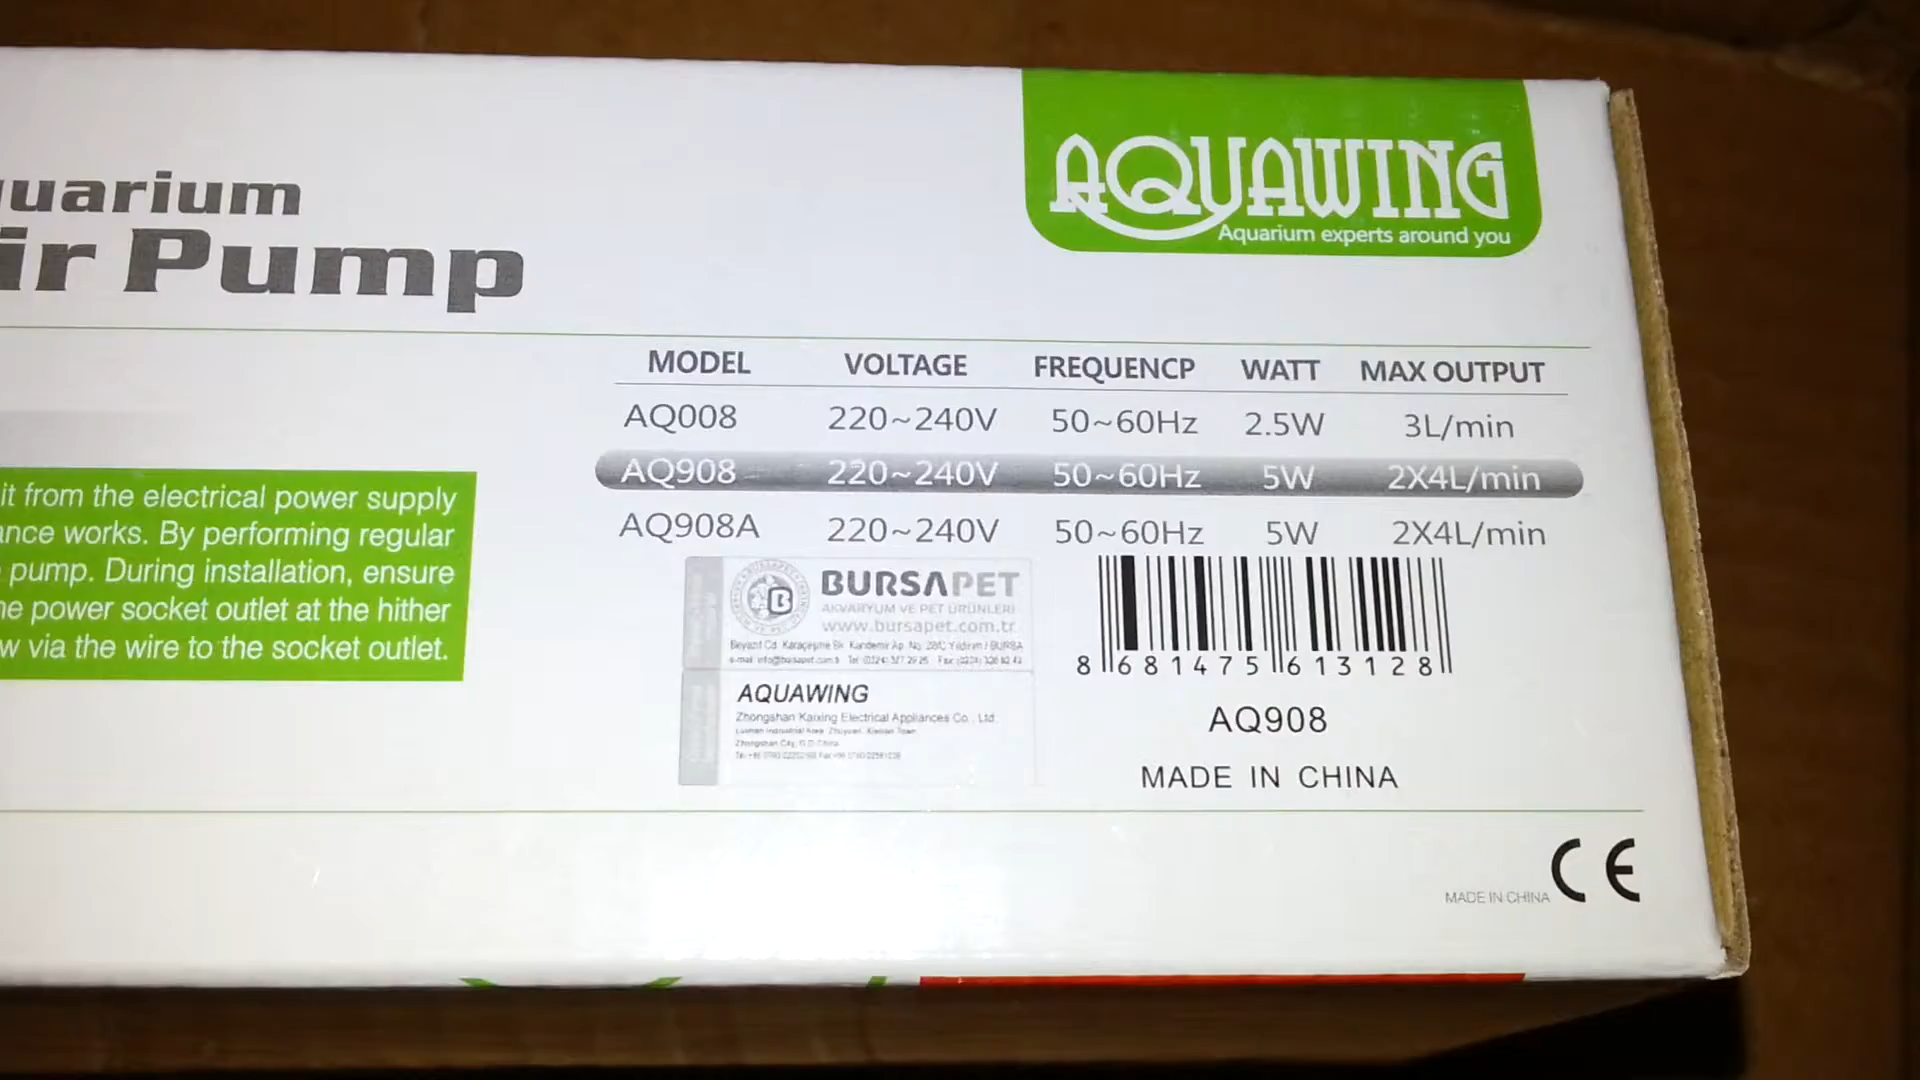 AQUAWING
Aquarium experts around you
uarium
ir Pump
MODEL VOLTAGE FREQUENCP WATT MAX OUTPUT
AQ008 220~240V 50~60Hz 2.5W 3L/min
AQ908 220~240V 50~60Hz 5W 2X4L/min
AQ908A 220~240V 50~60Hz 5W 2X4L/min
it from the electrical power supply
ance works. By performing regular
pump. During installation, ensure
he power socket outlet at the hither
w via the wire to the socket outlet.
B
BURSAPET
AKVARYUM VE PET ÜRÜNLERİ
www.bursapet.com.tr
AQUAWING
Zhongshan Kaixing Electrical Appliances Co., Ltd.
8 681475 613128
AQ908
MADE IN CHINA
MADE IN CHINA
CE